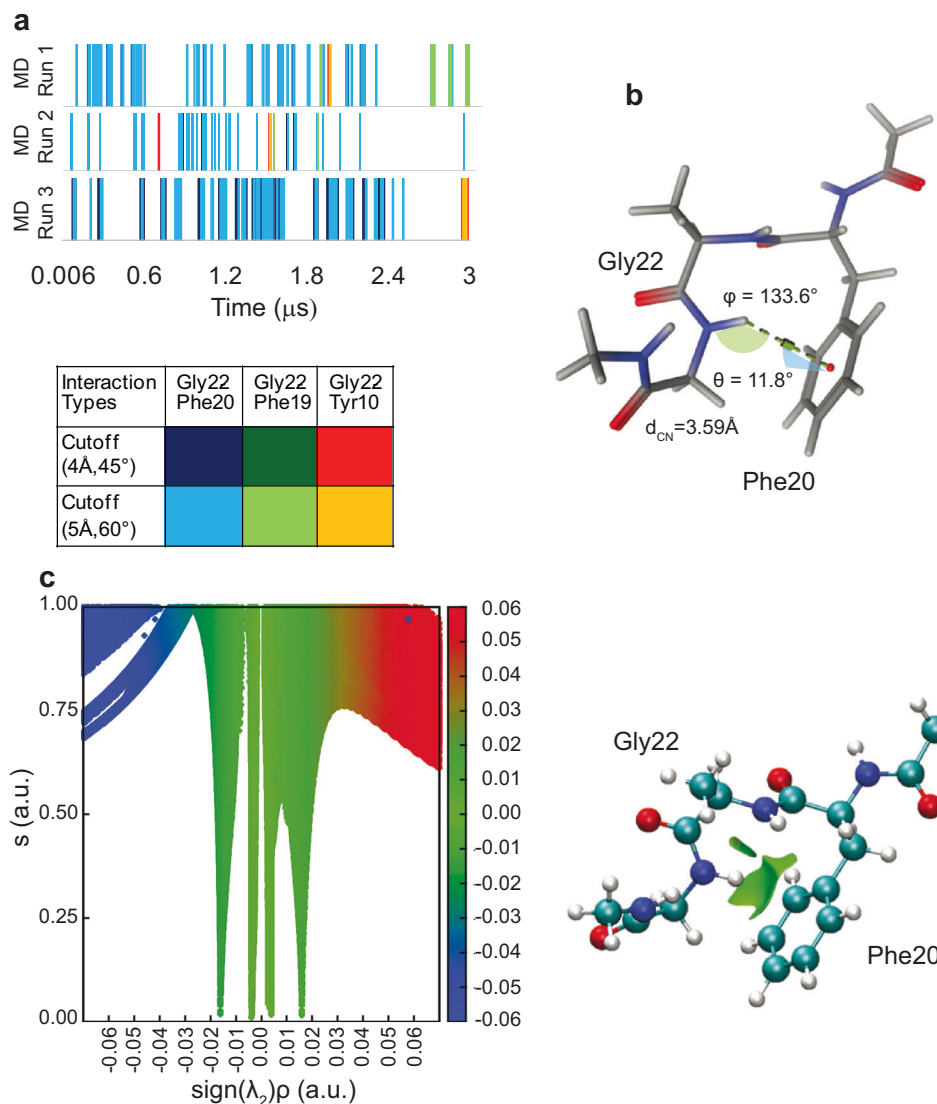 a
MD
Run 1
MD
Run 2
MD
Run 3
0.006 0.6 1.2 1.8 2.4 3
Time (μs)
Interaction Types Gly22 Phe20 Gly22 Phe19 Gly22 Tyr10
Cutoff (4Å,45°)
Cutoff (5Å,60°)
b
Gly22
φ = 133.6°
θ = 11.8°
d_CN=3.59Å
Phe20
c
1.00
0.75
0.50
0.25
0.00
s (a.u.)
-0.06 -0.05 -0.04 -0.03 -0.02 -0.01 0.00 0.01 0.02 0.03 0.04 0.05 0.06
sign(λ₂)ρ (a.u.)
0.06
0.05
0.04
0.03
0.02
0.01
0.00
-0.01
-0.02
-0.03
-0.04
-0.05
-0.06
Gly22
Phe20